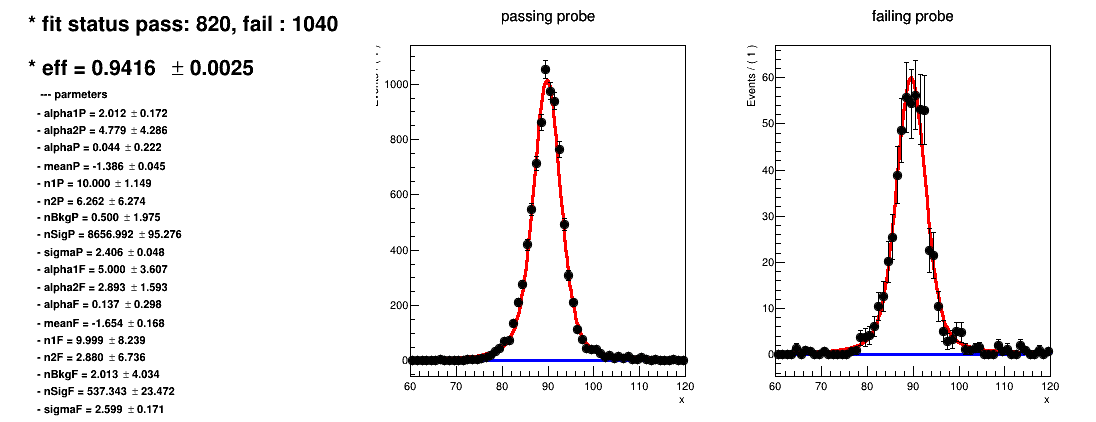 * fit status pass: 820, fail : 1040
* eff = 0.9416 ± 0.0025
--- parmeters
- alpha1P = 2.012 ± 0.172
- alpha2P = 4.779 ± 4.286
- alphaP = 0.044 ± 0.222
- meanP = -1.386 ± 0.045
- n1P = 10.000 ± 1.149
- n2P = 6.262 ± 6.274
- nBkgP = 0.500 ± 1.975
- nSigP = 8656.992 ± 95.276
- sigmaP = 2.406 ± 0.048
- alpha1F = 5.000 ± 3.607
- alpha2F = 2.893 ± 1.593
- alphaF = 0.137 ± 0.298
- meanF = -1.654 ± 0.168
- n1F = 9.999 ± 8.239
- n2F = 2.880 ± 6.736
- nBkgF = 2.013 ± 4.034
- nSigF = 537.343 ± 23.472
- sigmaF = 2.599 ± 0.171
passing probe
1000
800
600
400
200
0
60 70 80 90 100 110 120
x
failing probe
Events / ( 1 )
60
50
40
30
20
10
0
60 70 80 90 100 110 120
x